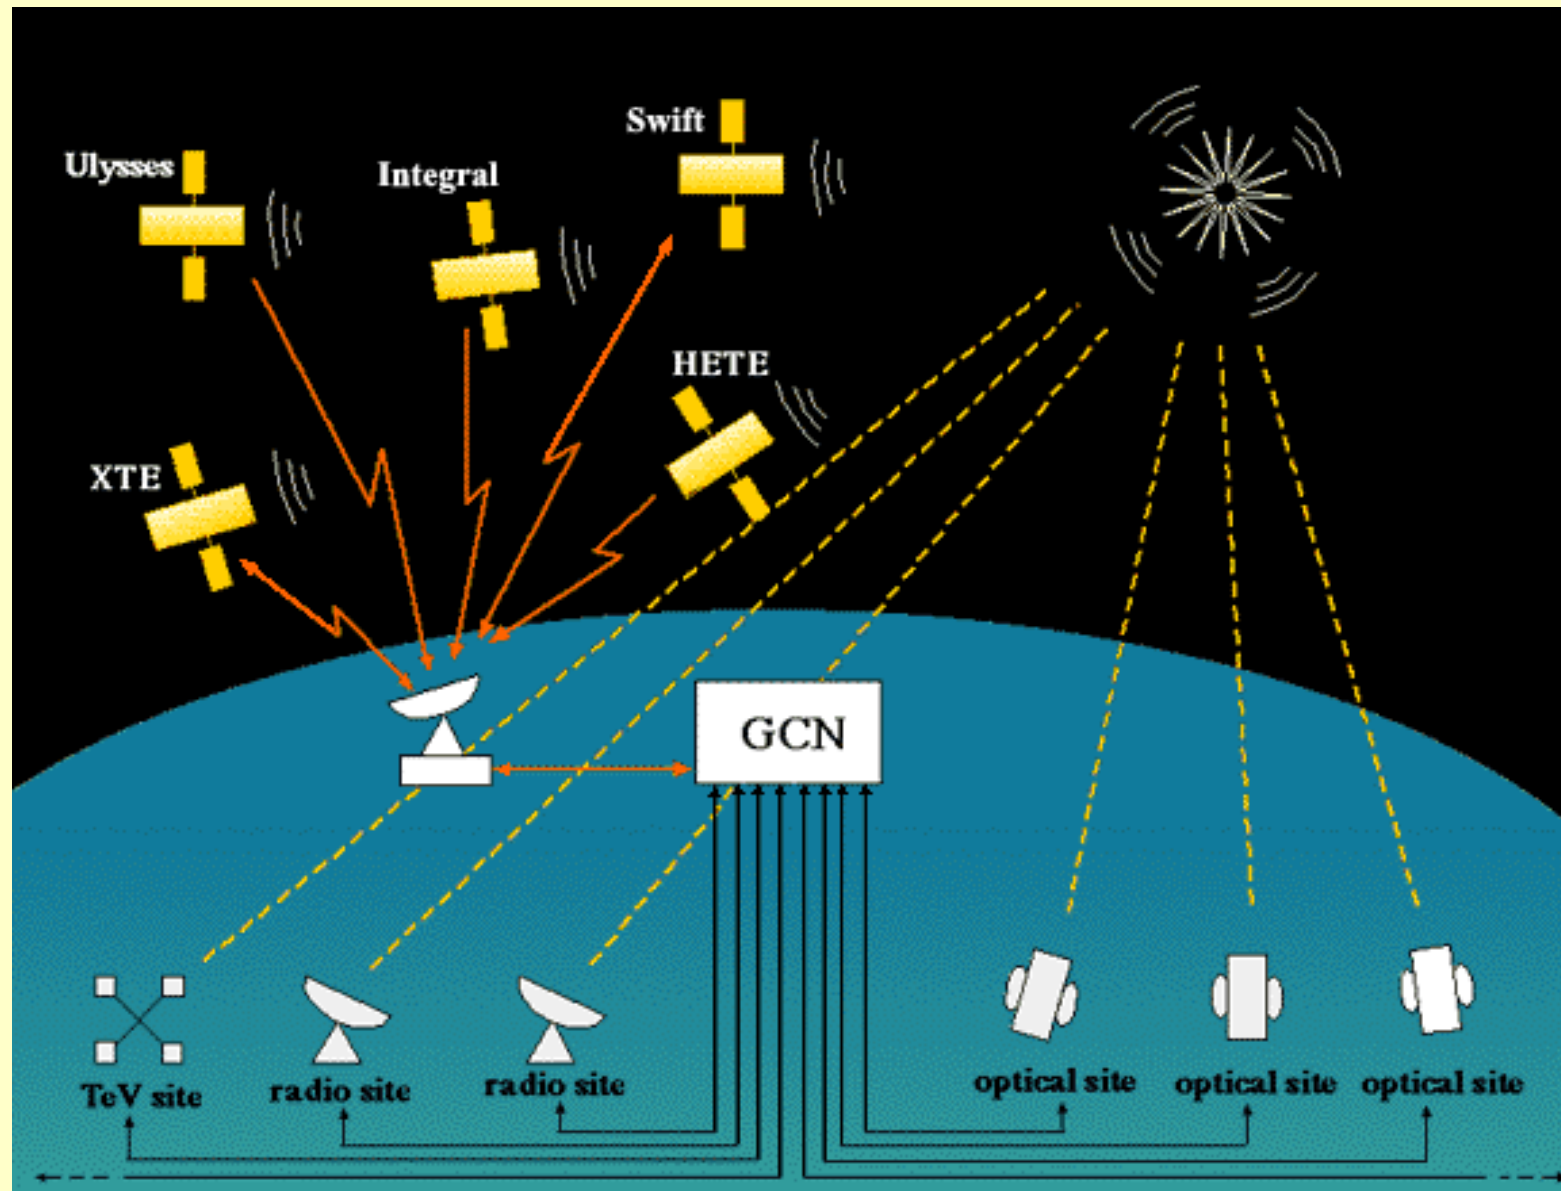 Swift
Ulysses
Integral
HETE
XTE
GCN
TeV site
radio site
radio site
optical site
optical site
optical site